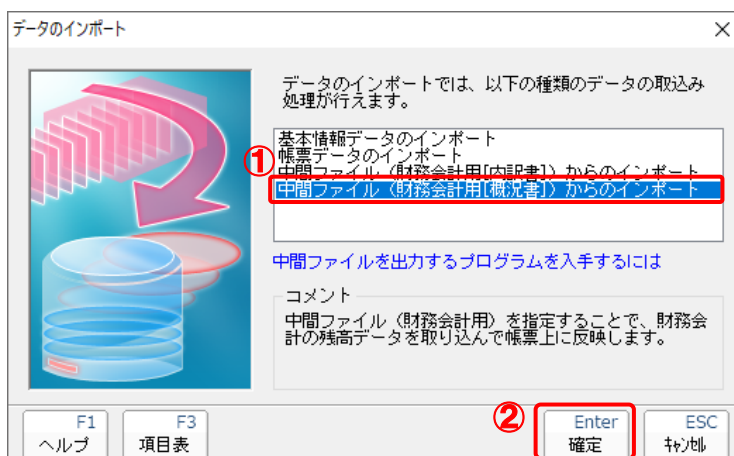 データのインポート
データのインポートでは、以下の種類のデータの取込み
処理が行えます。
基本情報データのインポート
①
帳票データのインポート
中間ファイル（財務会計用[内訳書]）からのインポート
中間ファイル（財務会計用[概況書]）からのインポート
中間ファイルを出力するプログラムを入手するには
コメント
中間ファイル（財務会計用）を指定することで、財務会
計の残高データを取り込んで帳票上に反映します。
②
F1
ヘルプ
F3
項目表
Enter
確定
ESC
ｷｬﾝｾﾙ